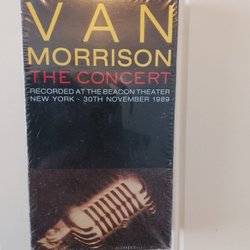 VAN
MORRISON
THE CONCERT
RECORDED AT THE BEACON THEATER
NEW YORK - 30TH NOVEMBER 1989